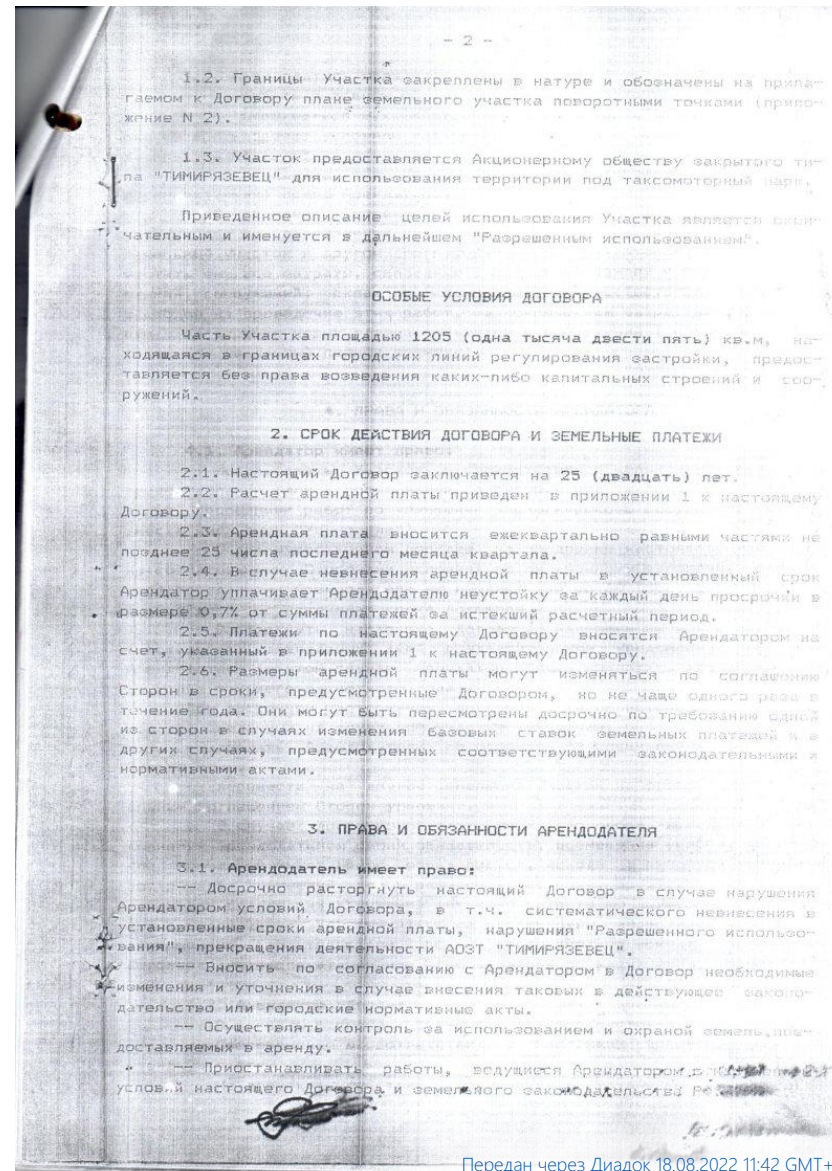 - 2 -
1.2. Границы Участка закреплены в натуре и обозначены на прила-
гаемом к Договору плане земельного участка поворотными точками (прило-
жение N 2).
1.3. Участок предоставляется Акционерному обществу закрытого ти-
па "ТИМИРЯЗЕВЕЦ" для использования территории под таксомоторный парк.
Приведенное описание целей использования Участка является окон-
чательным и именуется в дальнейшем "Разрешенным использованием".
ОСОБЫЕ УСЛОВИЯ ДОГОВОРА
Часть Участка площадью 1205 (одна тысяча двести пять) кв.м, на-
ходящаяся в границах городских линий регулирования застройки, предос-
тавляется без права возведения каких-либо капитальных строений и соо-
ружений.
2. СРОК ДЕЙСТВИЯ ДОГОВОРА И ЗЕМЕЛЬНЫЕ ПЛАТЕЖИ
2.1. Настоящий Договор заключается на 25 (двадцать) лет.
2.2. Расчет арендной платы приведен в приложении 1 к настоящему
Договору.
2.3. Арендная плата вносится ежеквартально равными частями не
позднее 25 числа последнего месяца квартала.
2.4. В случае невнесения арендной платы в установленный срок
Арендатор уплачивает Арендодателю неустойку за каждый день просрочки в
размере 0,7% от суммы платежей за истекший расчетный период.
2.5. Платежи по настоящему Договору вносятся Арендатором на
счет, указанный в приложении 1 к настоящему Договору.
2.6. Размеры арендной платы могут изменяться по соглашению
Сторон в сроки, предусмотренные Договором, но не чаще одного раза в
течение года. Они могут быть пересмотрены досрочно по требованию одной
из сторон в случаях изменения базовых ставок земельных платежей и в
других случаях, предусмотренных соответствующими законодательными и
нормативными актами.
3. ПРАВА И ОБЯЗАННОСТИ АРЕНДОДАТЕЛЯ
3.1. Арендодатель имеет право:
-- Досрочно расторгнуть настоящий Договор в случае нарушения
Арендатором условий Договора, в т.ч. систематического невнесения в
установленные сроки арендной платы, нарушения "Разрешенного использо-
вания", прекращения деятельности АОЗТ "ТИМИРЯЗЕВЕЦ".
-- Вносить по согласованию с Арендатором в Договор необходимые
изменения и уточнения в случае внесения таковых в действующее законо-
дательство или городские нормативные акты.
-- Осуществлять контроль за использованием и охраной земель, пре-
доставляемых в аренду.
-- Приостанавливать работы, ведущиеся Арендатором с
условий настоящего Договора и земельного законодательства
Передан через Диадок 18.08.2022 11:42 GMT+